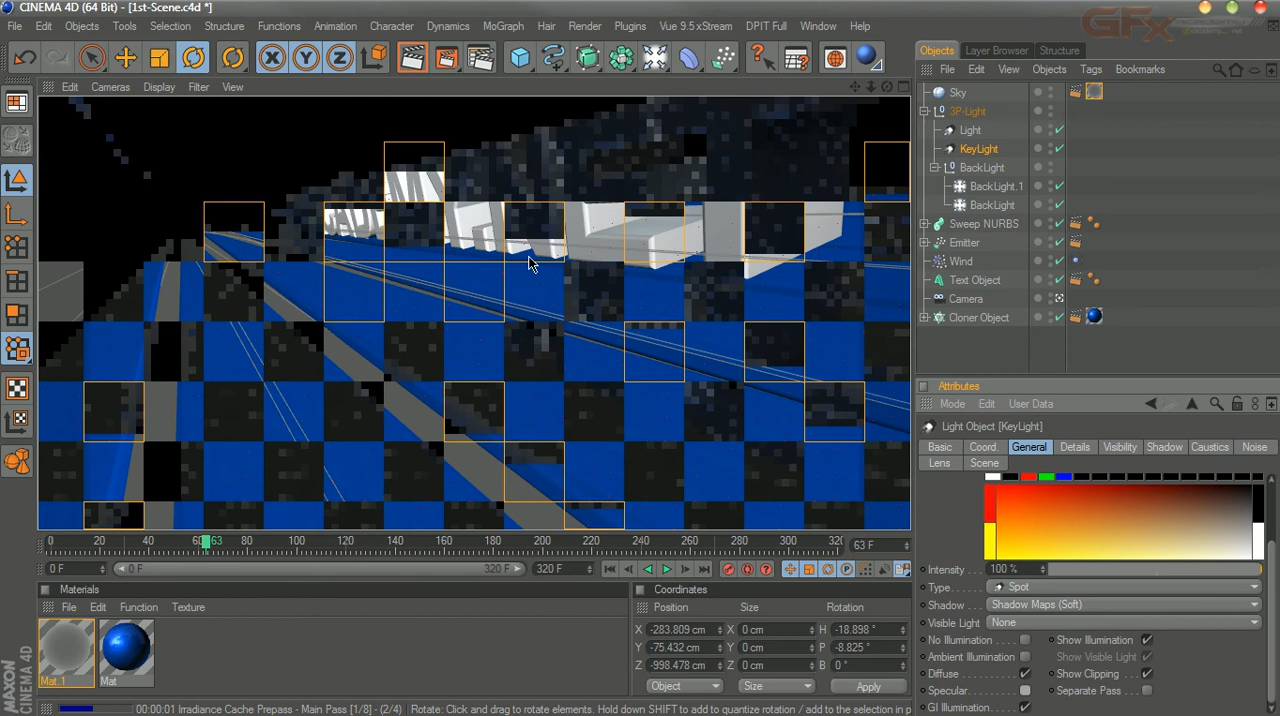 CINEMA 4D (64 Bit) - [1st-Scene.c4d *]
File Edit Objects Tools Selection Structure Functions Animation Character Dynamics MoGraph Hair Render Plugins Vue 9.5xStream DPIT Full Window Help
GFx
Objects Layer Browser Structure
File Edit View Objects Tags Bookmarks
Edit Cameras Display Filter View
Sky
3P-Light
Light
KeyLight
BackLight
BackLight.1
BackLight
Sweep NURBS
Emitter
Wind
Text Object
Camera
Cloner Object
Attributes
Mode Edit User Data
Light Object [KeyLight]
Basic Coord. General Details Visibility Shadow Caustics Noise
Lens Scene
Intensity 100 %
Type Spot
Shadow Shadow Maps (Soft)
Visible Light None
No Illumination Show Illumination
Ambient Illumination Show Visible Light
Diffuse Show Clipping
Specular Separate Pass
GI Illumination
0 20 40 60 63 80 100 120 140 160 180 200 220 240 260 280 300 320 63 F
0 F 0 F 320 F 320 F
Materials
File Edit Function Texture
Mat.1 Mat
Coordinates
Position Size Rotation
X -283.809 cm X 0 cm H -18.898 °
Y -75.432 cm Y 0 cm P -8.825 °
Z -998.478 cm Z 0 cm B 0 °
Object Size Apply
MAXON
CINEMA 4D
00:00:01 Irradiance Cache Prepass - Main Pass [1/8] - (2/4) Rotate: Click and drag to rotate elements. Hold down SHIFT to add to quantize rotation / add to the selection in p